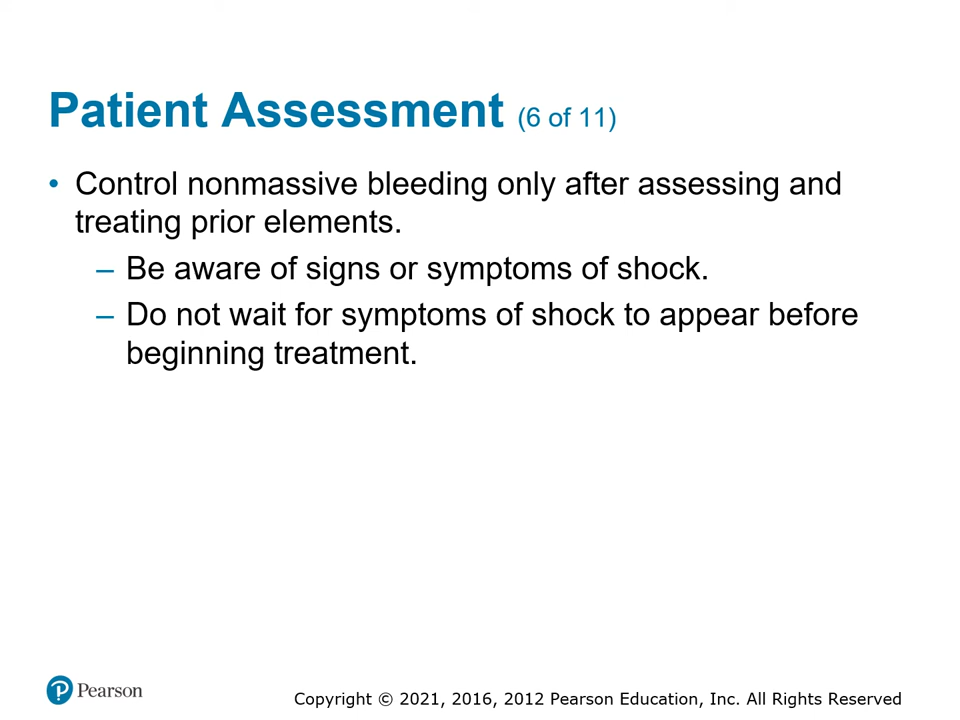 Patient Assessment (6 of 11)
• Control nonmassive bleeding only after assessing and
treating prior elements.
– Be aware of signs or symptoms of shock.
– Do not wait for symptoms of shock to appear before
beginning treatment.
Pearson
Copyright © 2021, 2016, 2012 Pearson Education, Inc. All Rights Reserved